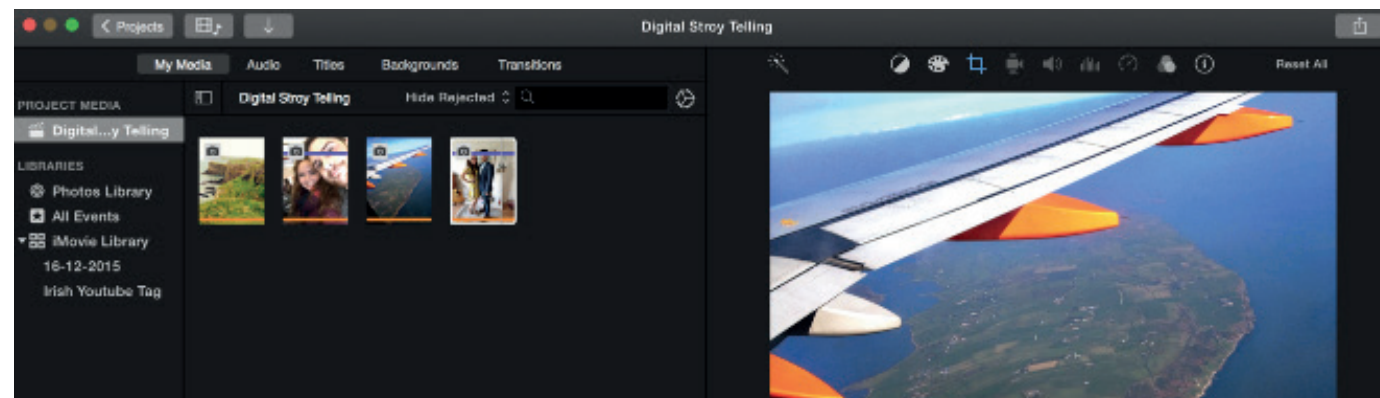 Projects
Digital Stroy Telling
My Media Audio Titles Backgrounds Transitions
Reset All
PROJECT MEDIA
Digital Stroy Telling Hide Rejected
Digital...y Telling
LIBRARIES
Photos Library
All Events
iMovie Library
16-12-2015
Irish Youtube Tag